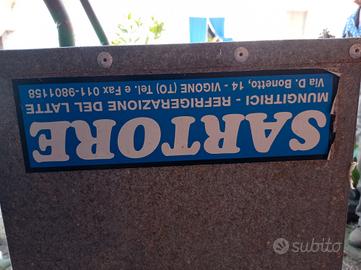 SARTORE
MUNGITRICI - REFRIGERAZIONE DEL LATTE
Via D. Bonetto, 14 - VIGONE (TO) Tel. e Fax 011-9801158
subito